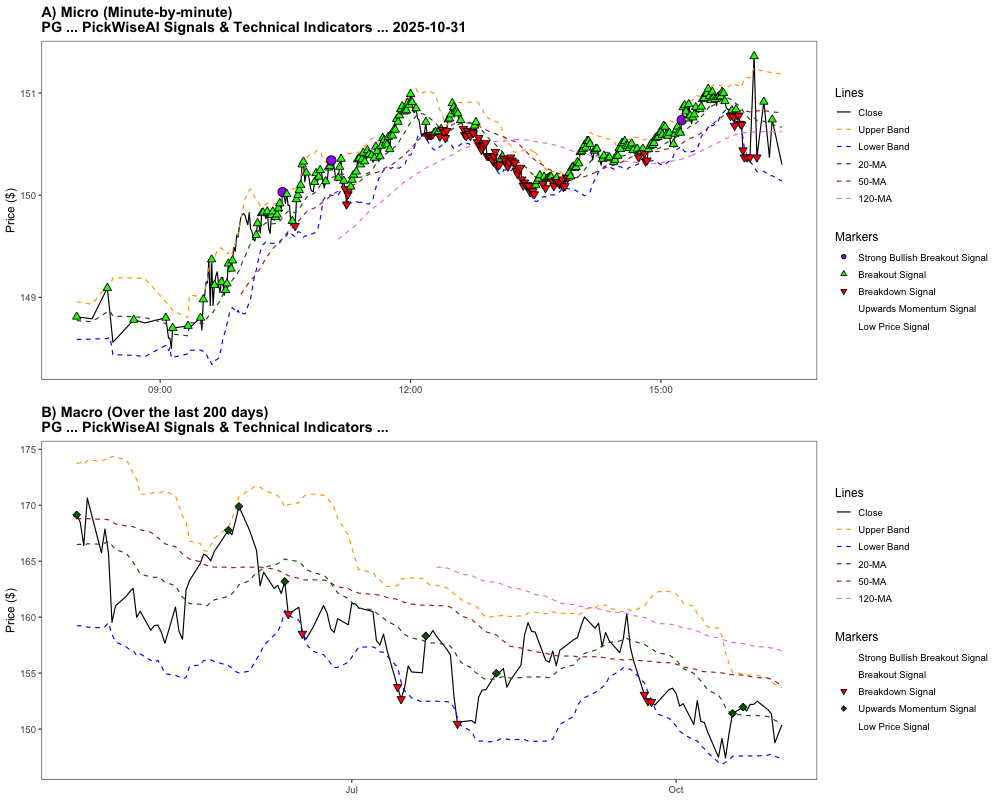 A) Micro (Minute-by-minute)
PG ... PickWiseAI Signals & Technical Indicators ... 2025-10-31
Price ($)
151
150
149
09:00
12:00
15:00
Lines
Close
Upper Band
Lower Band
20-MA
50-MA
120-MA
Markers
Strong Bullish Breakout Signal
Breakout Signal
Breakdown Signal
Upwards Momentum Signal
Low Price Signal
B) Macro (Over the last 200 days)
PG ... PickWiseAI Signals & Technical Indicators ...
Price ($)
175
170
165
160
155
150
Jul
Oct
Lines
Close
Upper Band
Lower Band
20-MA
50-MA
120-MA
Markers
Strong Bullish Breakout Signal
Breakout Signal
Breakdown Signal
Upwards Momentum Signal
Low Price Signal